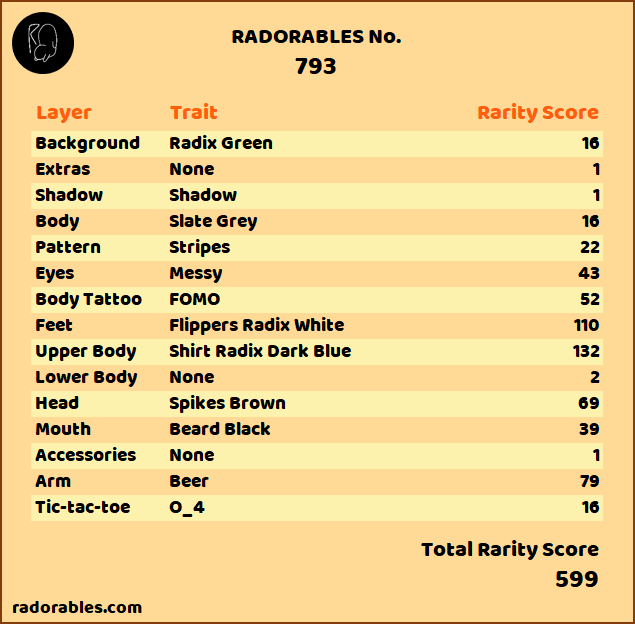 RADORABLES No.
793
Layer Trait Rarity Score
Background Radix Green 16
Extras None 1
Shadow Shadow 1
Body Slate Grey 16
Pattern Stripes 22
Eyes Messy 43
Body Tattoo FOMO 52
Feet Flippers Radix White 110
Upper Body Shirt Radix Dark Blue 132
Lower Body None 2
Head Spikes Brown 69
Mouth Beard Black 39
Accessories None 1
Arm Beer 79
Tic-tac-toe O_4 16
Total Rarity Score
599
radorables.com